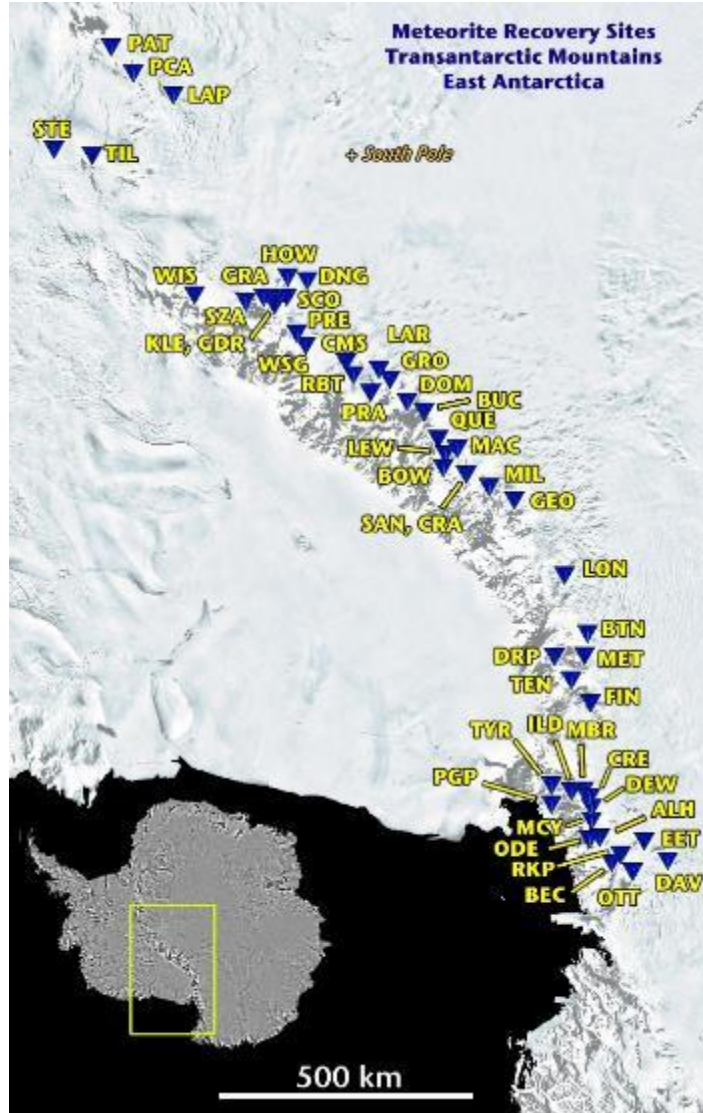 Meteorite Recovery Sites
Transantarctic Mountains
East Antarctica
PAT
PCA
LAP
STE
TIL
+ South Pole
HOW
WIS
GRA
DNG
SZA
SCO
KLE, GDR
PRE
WSG
CMS
LAR
RBT
GRO
PRA
DOM
BUC
QUE
LEW
MAC
BOW
MIL
SAN, CRA
GEO
LON
BTN
DRP
MET
TEN
FIN
TYR
ILD
MBR
CRE
PGP
DEW
ALH
MCY
ODE
EET
RKP
DAV
BEC
OTT
500 km